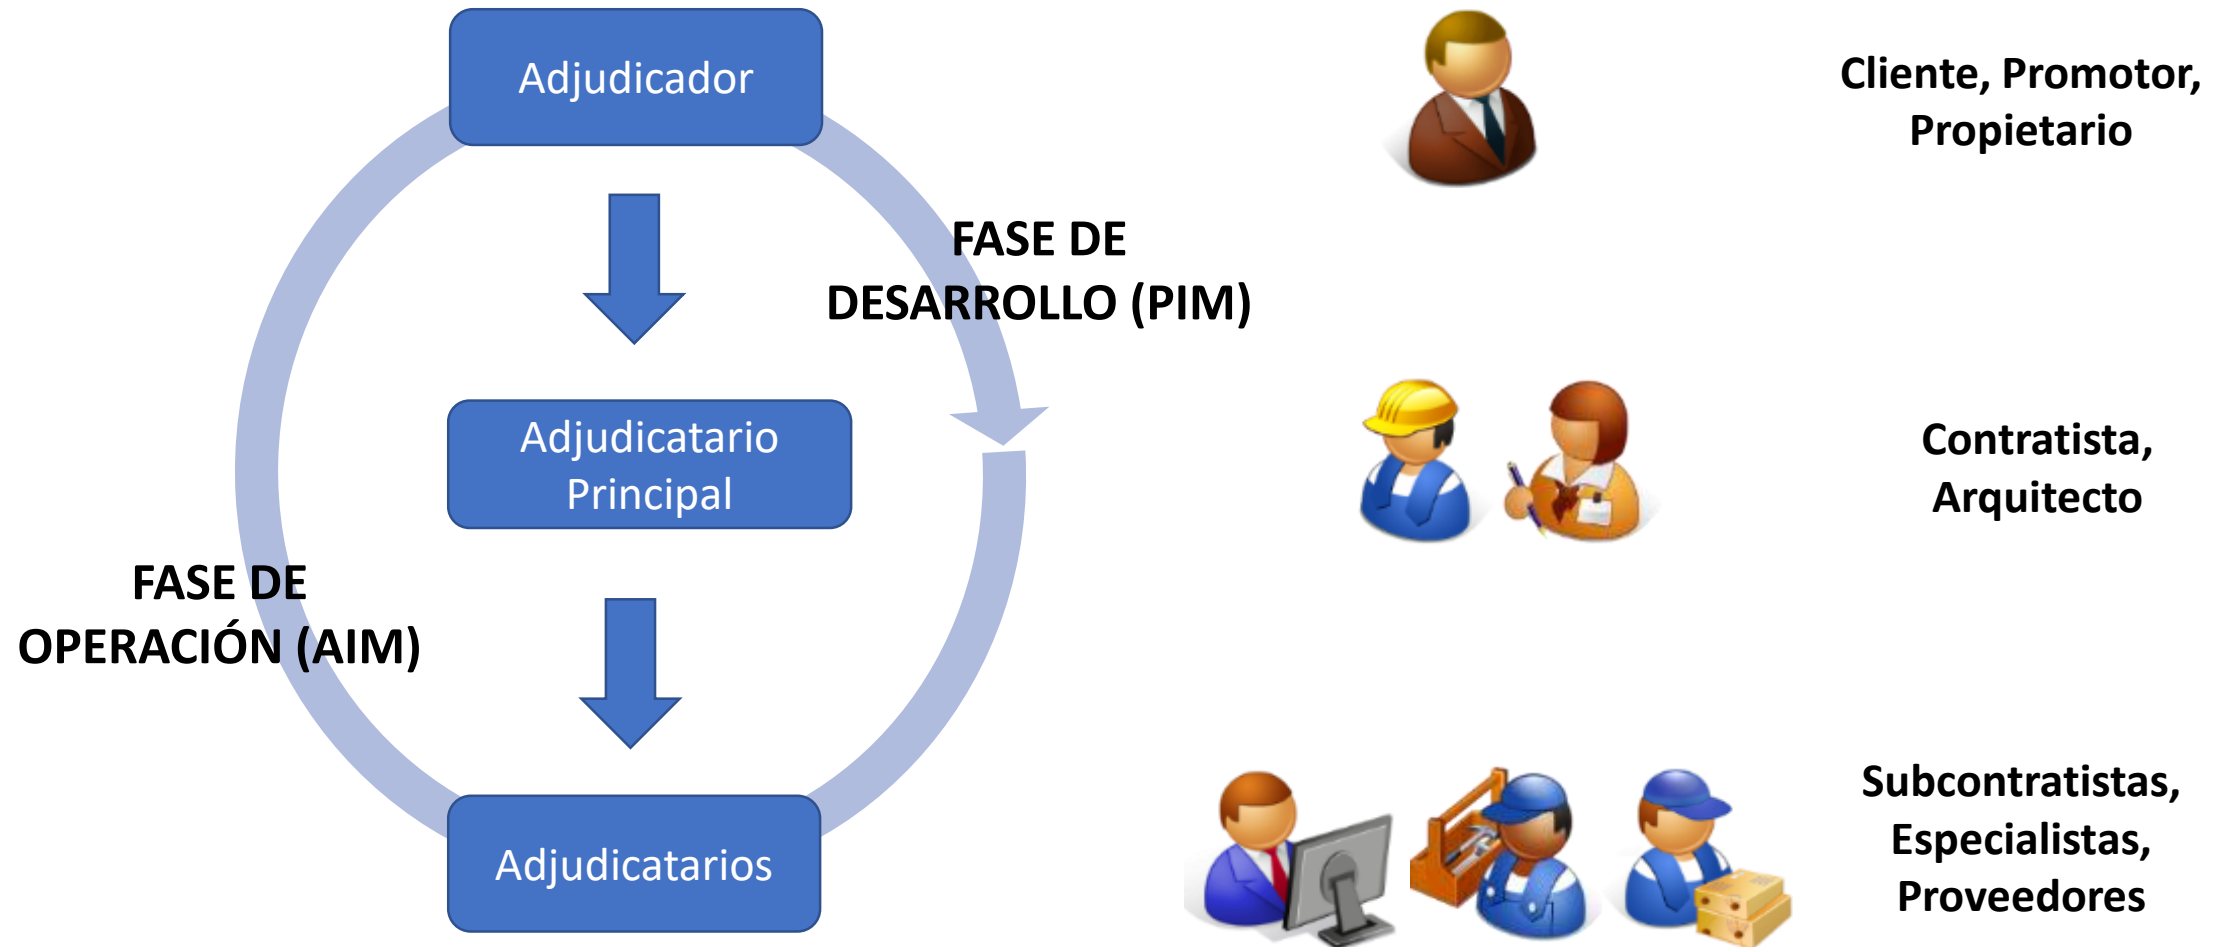 Adjudicador
Cliente, Promotor,
Propietario
FASE DE
DESARROLLO (PIM)
Adjudicatario
Principal
Contratista,
Arquitecto
FASE DE
OPERACIÓN (AIM)
Adjudicatarios
Subcontratistas,
Especialistas,
Proveedores